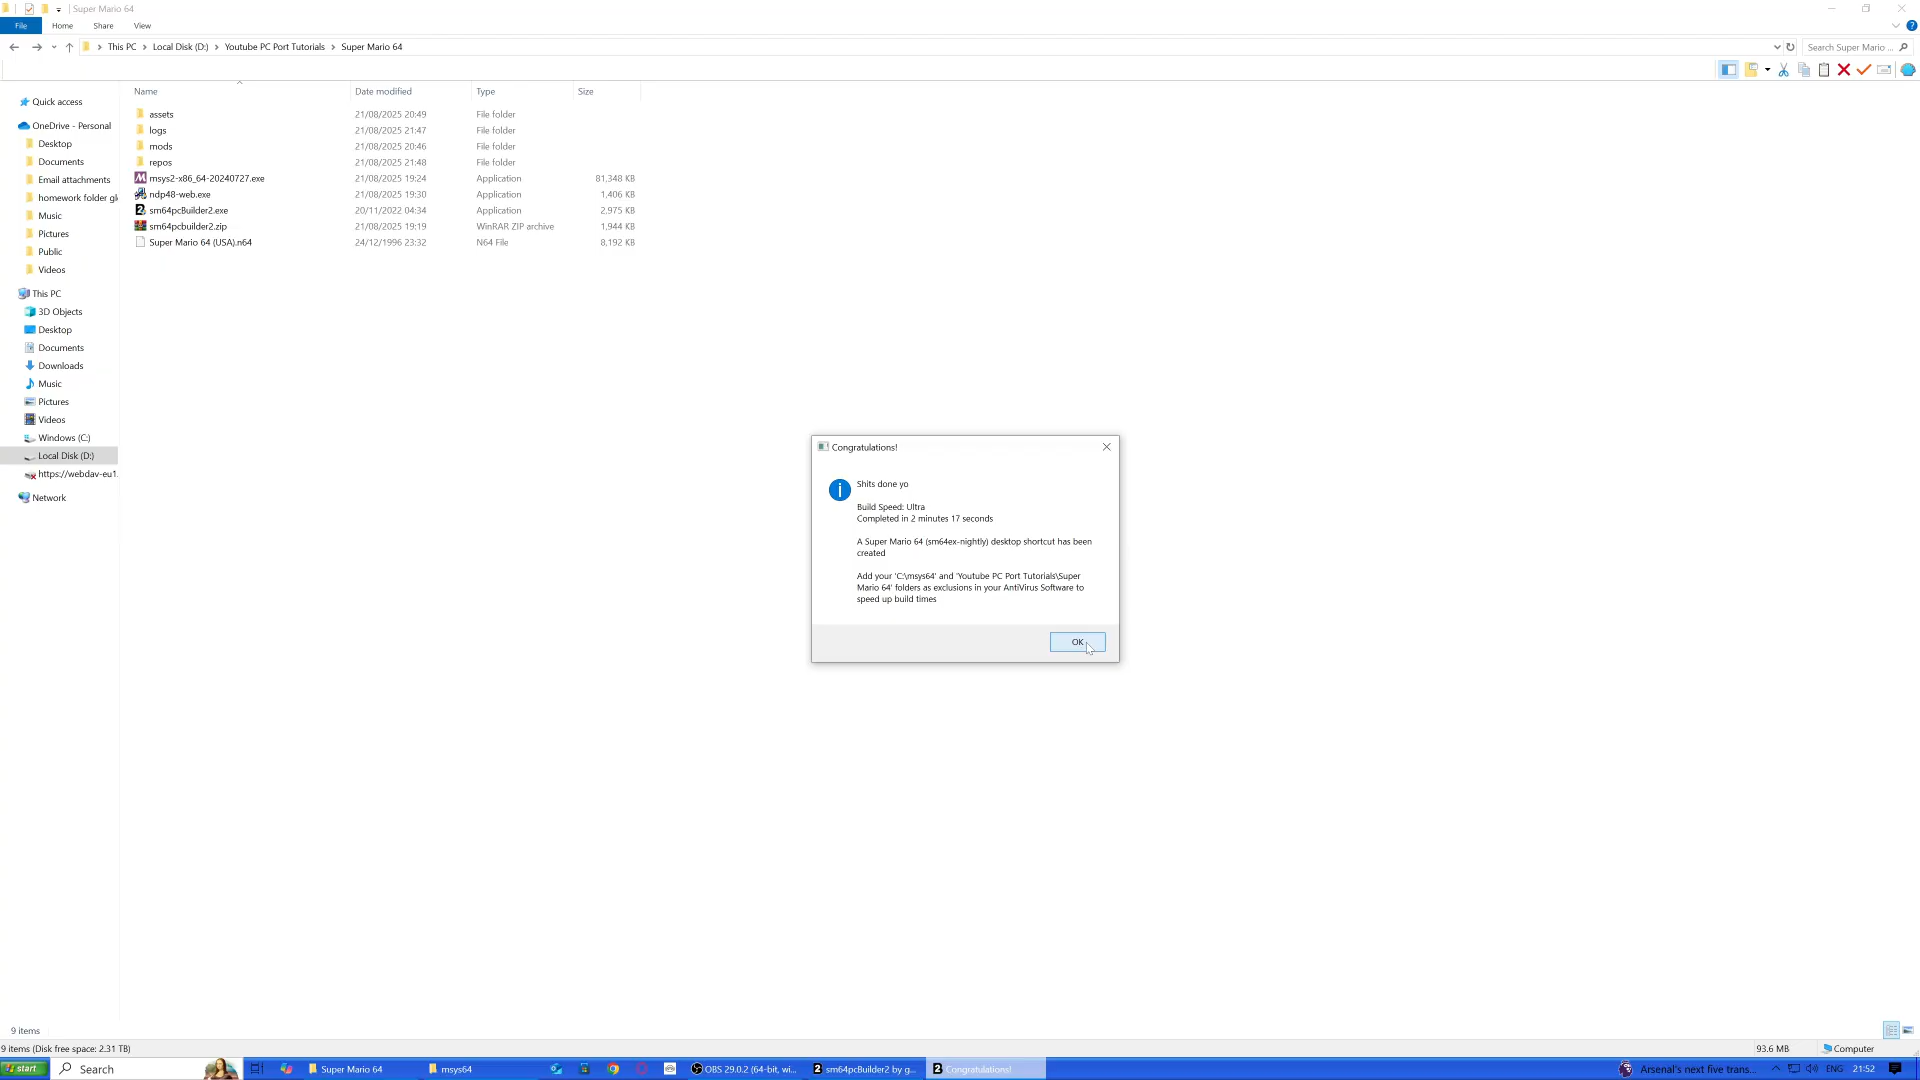 Super Mario 64
File
Home
Share
View
This PC
Local Disk (D:)
Youtube PC Port Tutorials
Super Mario 64
Search Super Mario ...
Name
Date modified
Type
Size
Quick access
OneDrive - Personal
Desktop
Documents
Email attachments
homework folder gl
Music
Pictures
Public
Videos
This PC
3D Objects
Desktop
Documents
Downloads
Music
Pictures
Videos
Windows (C:)
Local Disk (D:)
https://webdav-eu1.
Network
assets 21/08/2025 20:49 File folder
logs 21/08/2025 21:47 File folder
mods 21/08/2025 20:46 File folder
repos 21/08/2025 21:48 File folder
msys2-x86_64-20240727.exe 21/08/2025 19:24 Application 81,348 KB
ndp48-web.exe 21/08/2025 19:30 Application 1,406 KB
sm64pcBuilder2.exe 20/11/2022 04:34 Application 2,975 KB
sm64pcbuilder2.zip 21/08/2025 19:19 WinRAR ZIP archive 1,944 KB
Super Mario 64 (USA).n64 24/12/1996 23:32 N64 File 8,192 KB
Congratulations!
Shits done yo
Build Speed: Ultra
Completed in 2 minutes 17 seconds
A Super Mario 64 (sm64ex-nightly) desktop shortcut has been
created
Add your 'C:\msys64' and 'Youtube PC Port Tutorials\Super
Mario 64' folders as exclusions in your AntiVirus Software to
speed up build times
OK
9 items
9 items (Disk free space: 2.31 TB)
93.6 MB
Computer
start
Search
Super Mario 64
msys64
OBS 29.0.2 (64-bit, wi...
sm64pcBuilder2 by g...
Congratulations!
Arsenal's next five trans...
ENG
21:52